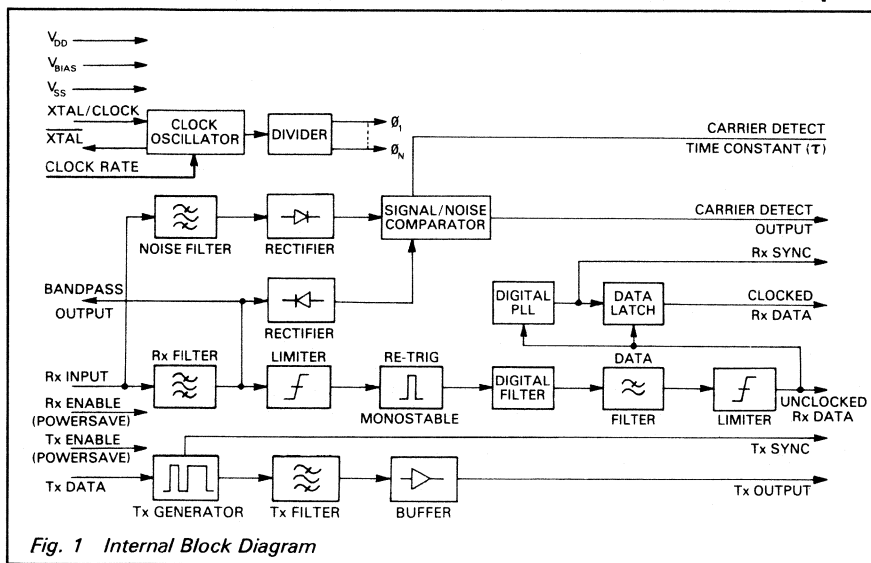 VDD
VBIAS
VSS
XTAL/CLOCK
XTAL
CLOCK RATE
CLOCK
OSCILLATOR
DIVIDER
Ø1
ØN
CARRIER DETECT
TIME CONSTANT (τ)
NOISE FILTER
RECTIFIER
SIGNAL/NOISE
COMPARATOR
CARRIER DETECT
OUTPUT
Rx SYNC
BANDPASS
OUTPUT
RECTIFIER
DIGITAL
PLL
DATA
LATCH
CLOCKED
Rx DATA
Rx INPUT
Rx FILTER
LIMITER
RE-TRIG
MONOSTABLE
DIGITAL
FILTER
DATA
FILTER
LIMITER
UNCLOCKED
Rx DATA
Rx ENABLE
(POWERSAVE)
Tx ENABLE
(POWERSAVE)
Tx SYNC
Tx DATA
Tx GENERATOR
Tx FILTER
BUFFER
Tx OUTPUT
Fig. 1 Internal Block Diagram